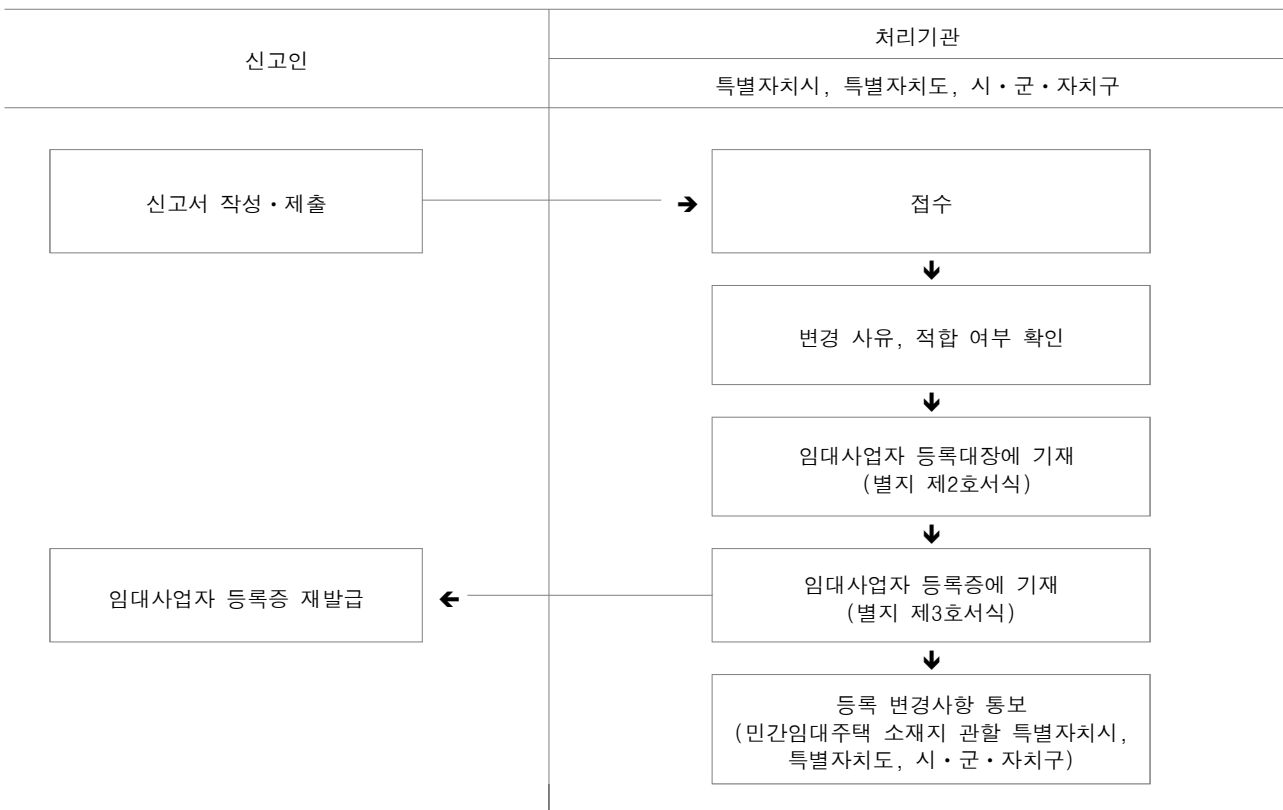 신고인
처리기관
특별자치시, 특별자치도, 시・군・자치구
신고서 작성・제출
접수
변경 사유, 적합 여부 확인
임대사업자 등록대장에 기재
(별지 제2호서식)
임대사업자 등록증 재발급
임대사업자 등록증에 기재
(별지 제3호서식)
등록 변경사항 통보
(민간임대주택 소재지 관할 특별자치시,
특별자치도, 시・군・자치구)